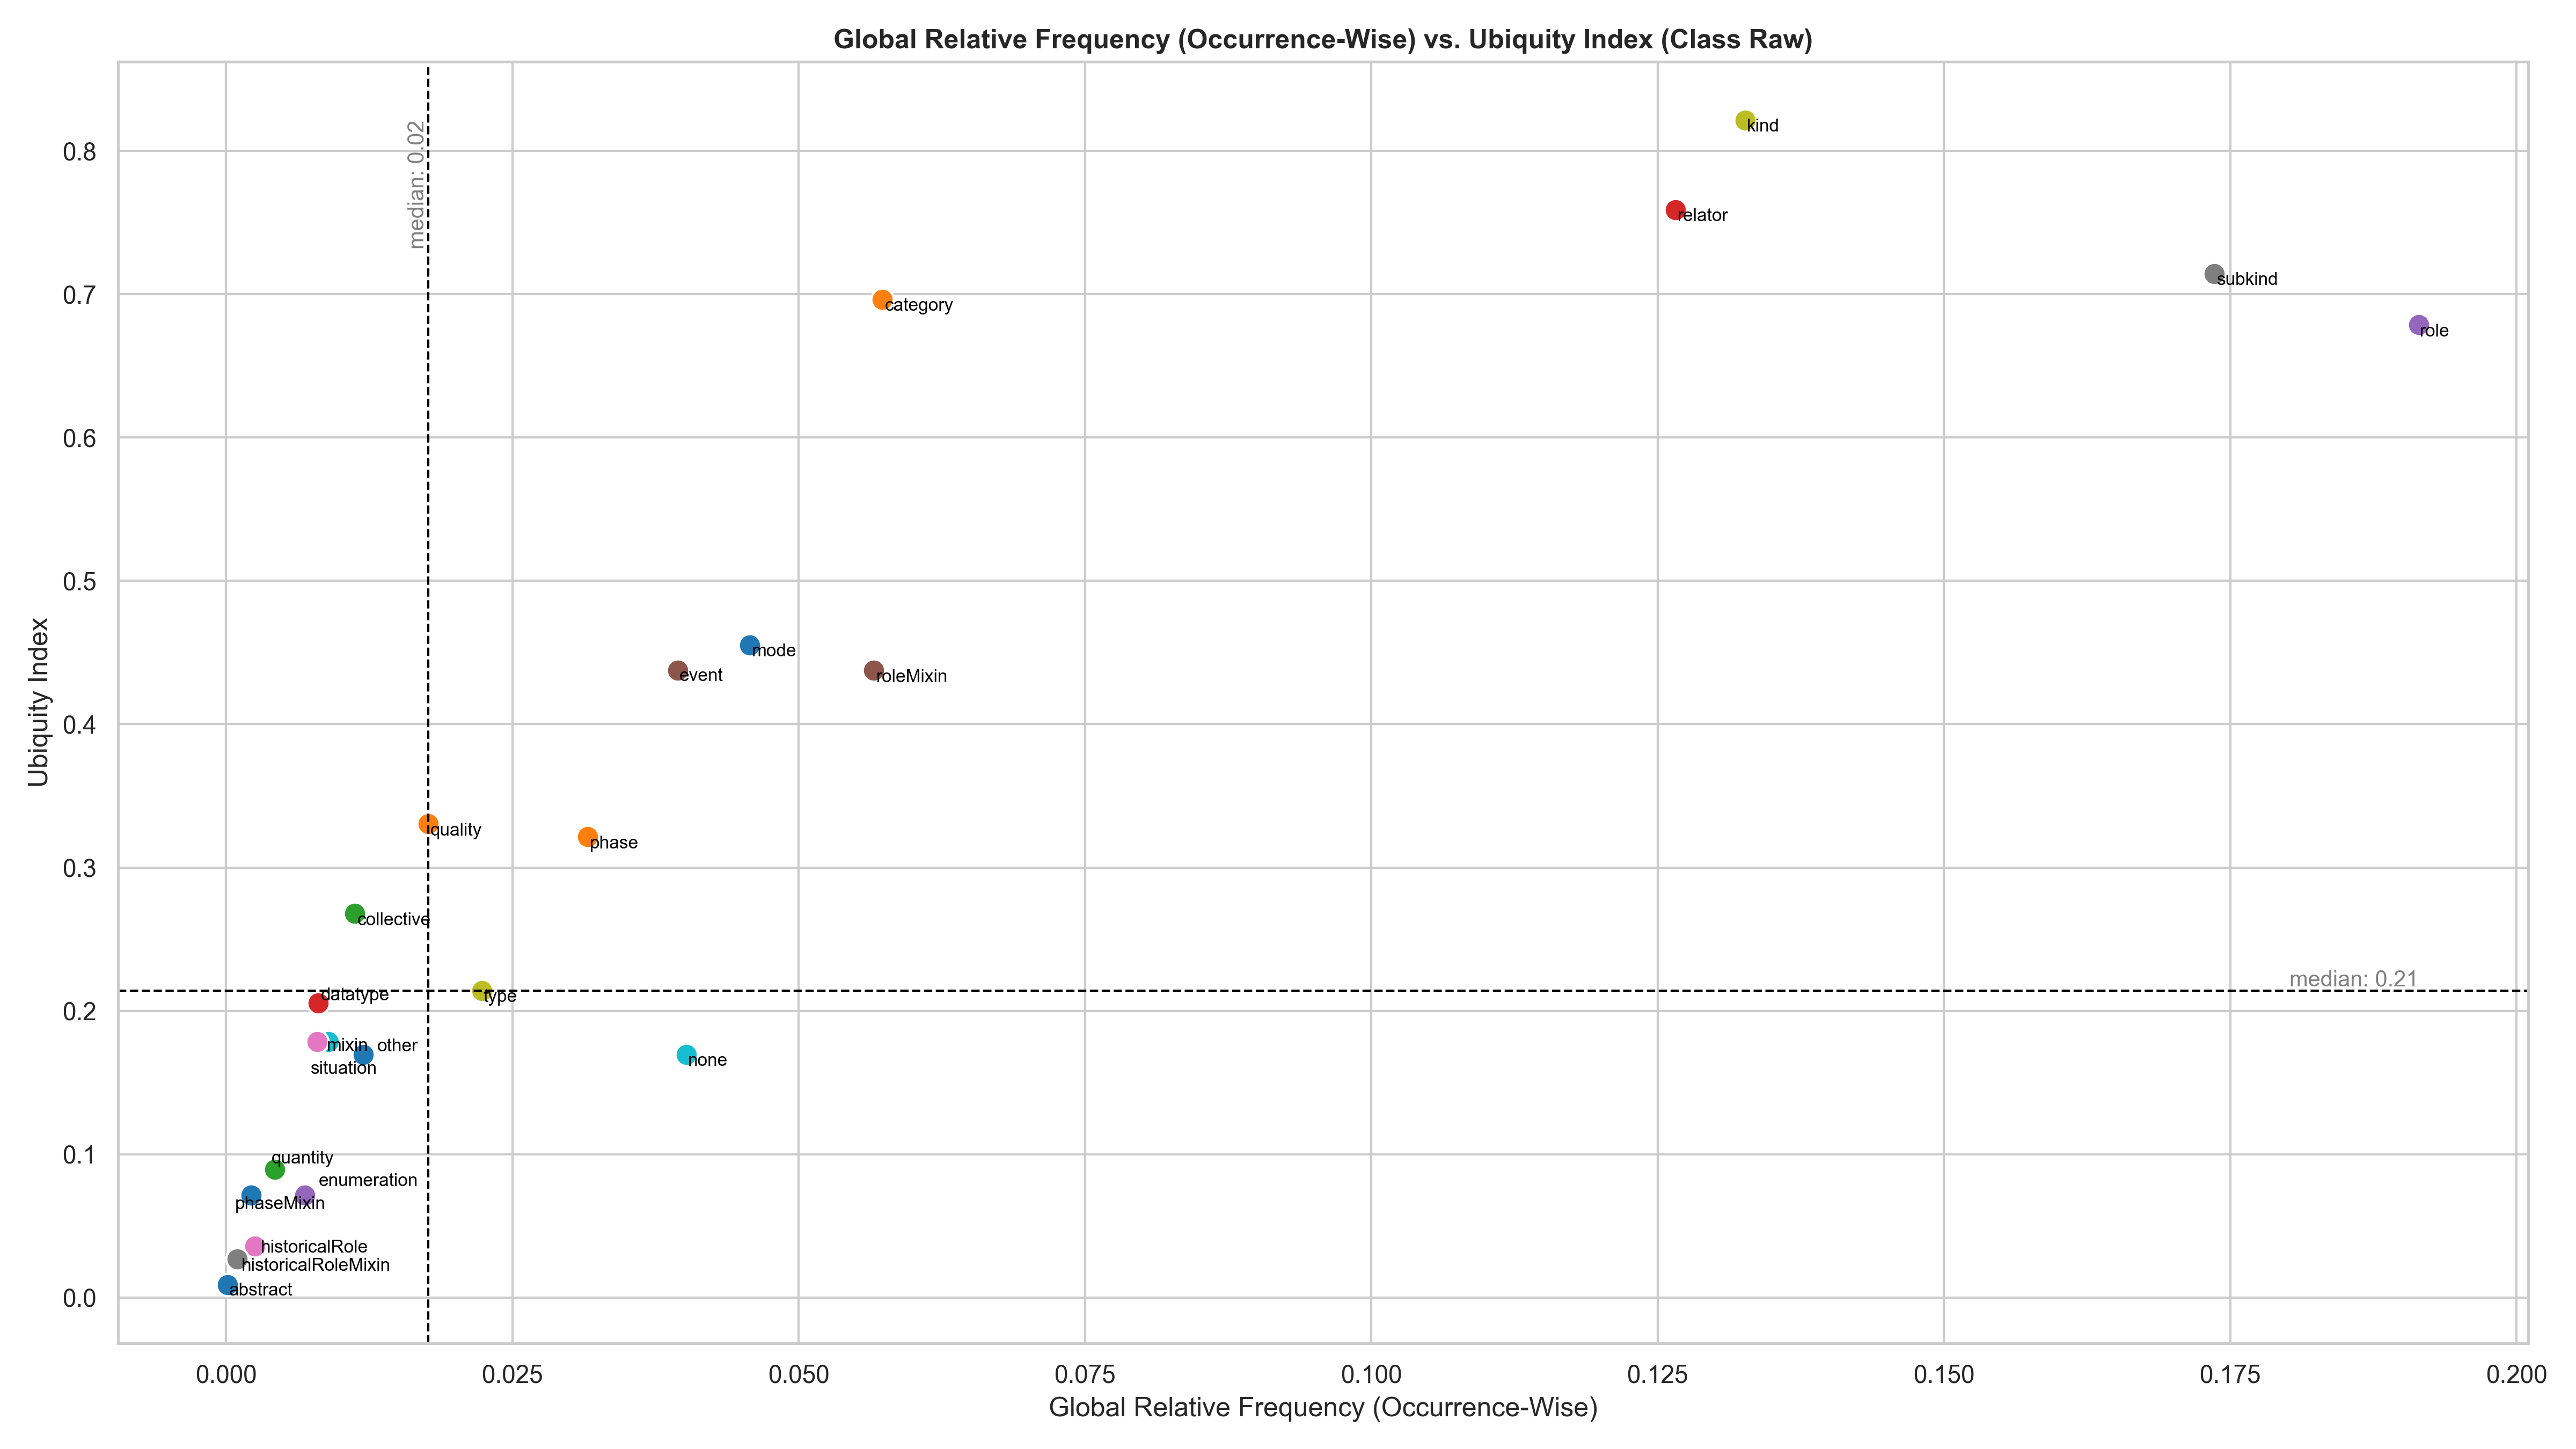 Global Relative Frequency (Occurrence-Wise) vs. Ubiquity Index (Class Raw)
median: 0.02
kind
0.8
relator
subkind
0.7
category
role
0.6
0.5
mode
event
roleMixin
Ubiquity Index
0.4
quality
phase
0.3
collective
median: 0.21
datatype
type
0.2
mixin
other
none
situation
quantity
0.1
enumeration
phaseMixin
historicalRole
historicalRoleMixin
abstract
0.0
0.000 0.025 0.050 0.075 0.100 0.125 0.150 0.175 0.200
Global Relative Frequency (Occurrence-Wise)